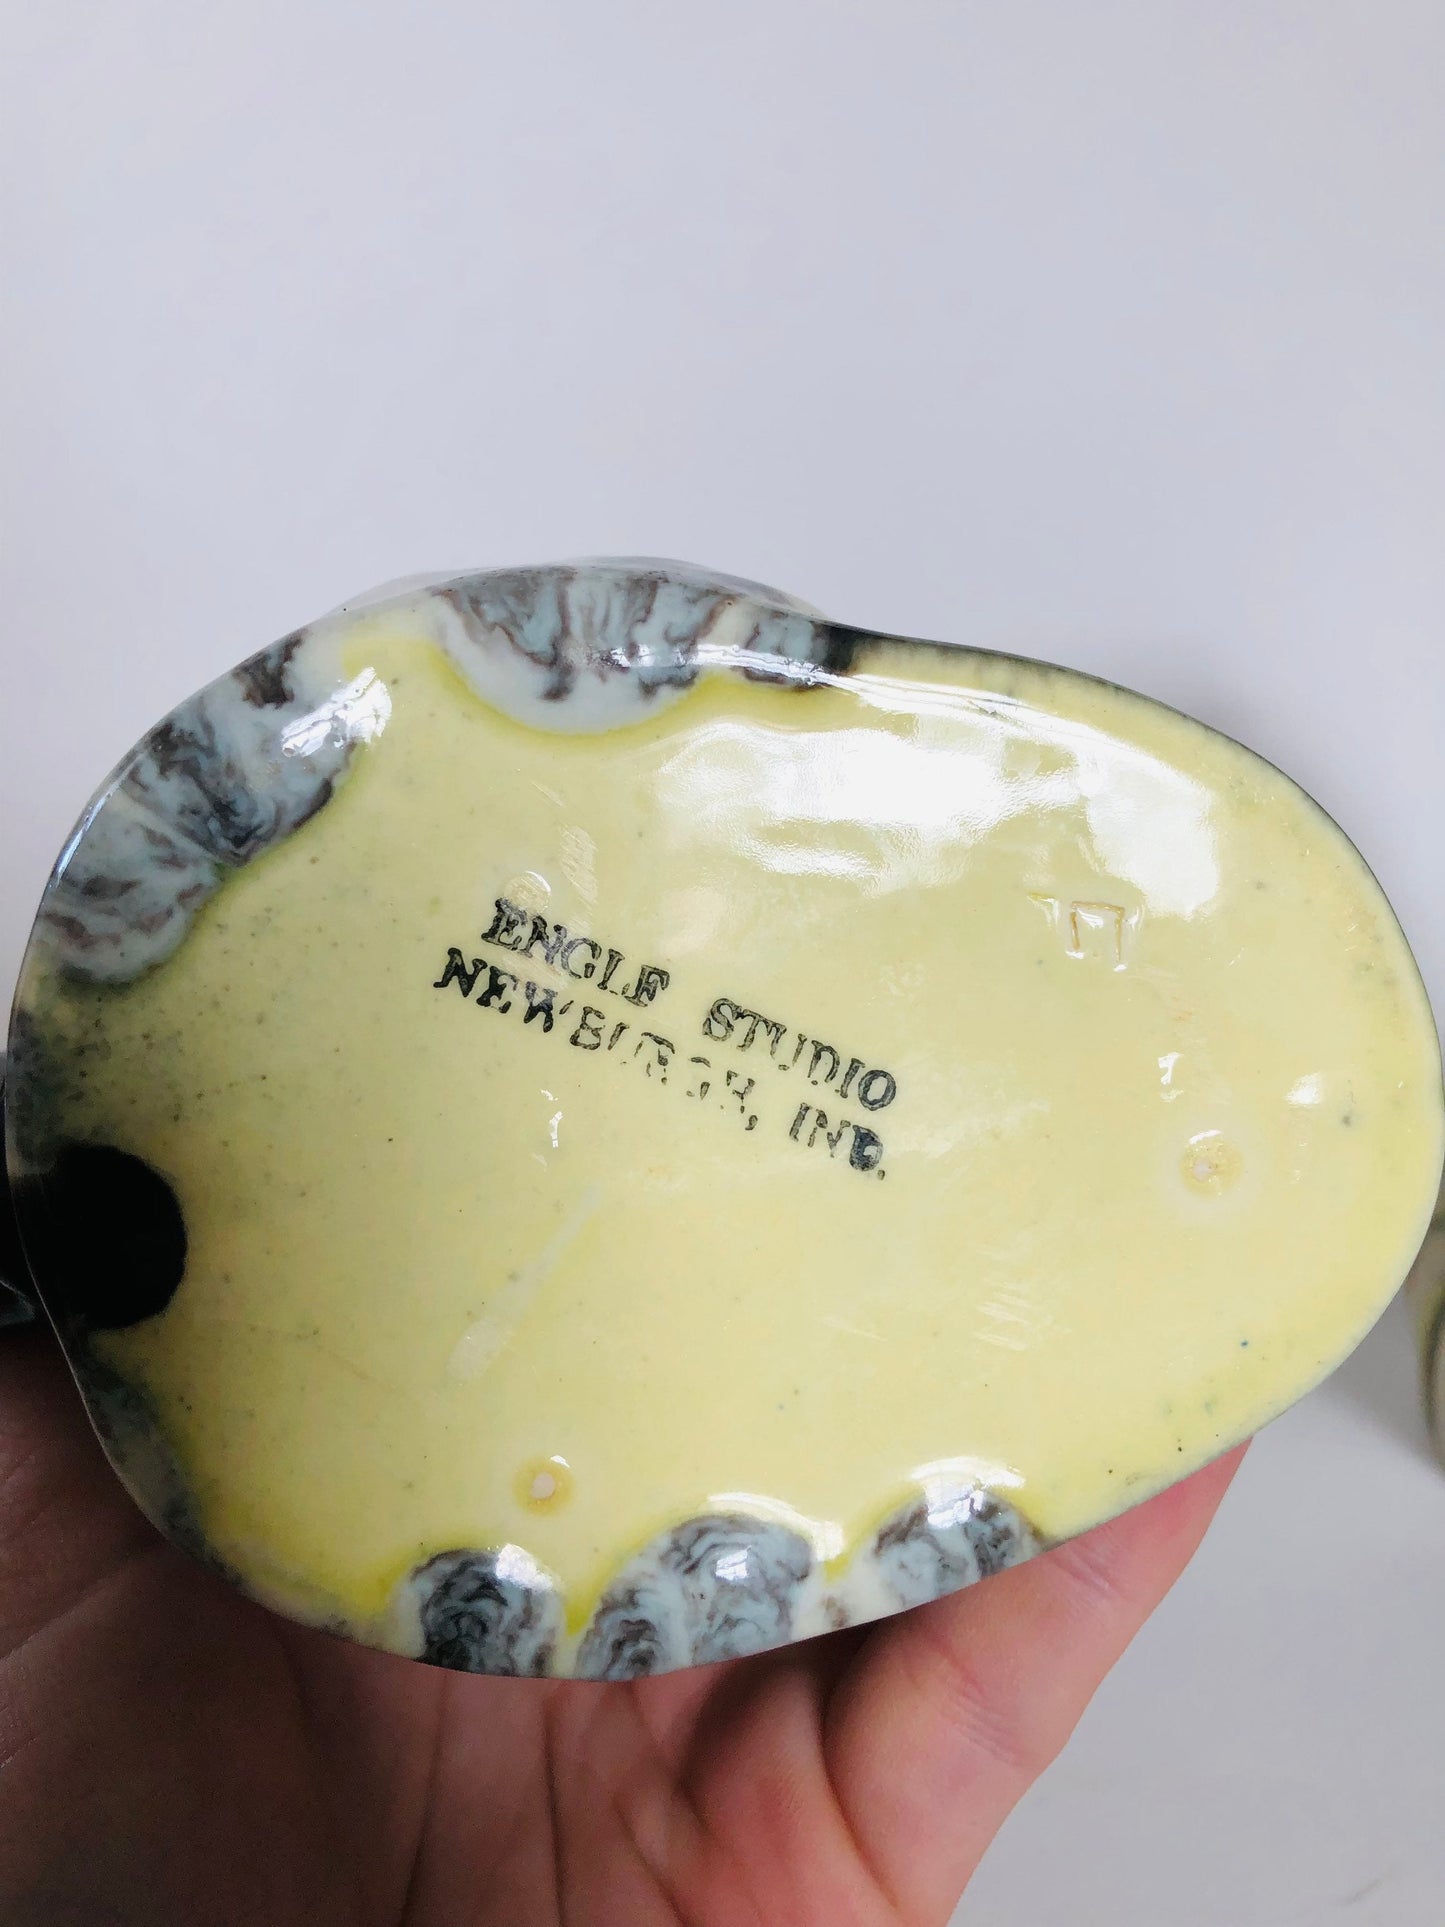 ENGLE STUDIO
NEWBURGH, IND.